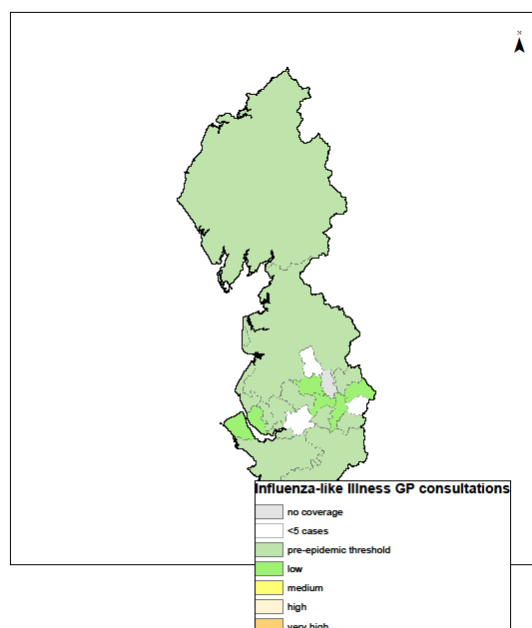 N
Influenza-like Illness GP consultations
no coverage
<5 cases
pre-epidemic threshold
low
medium
high
very high